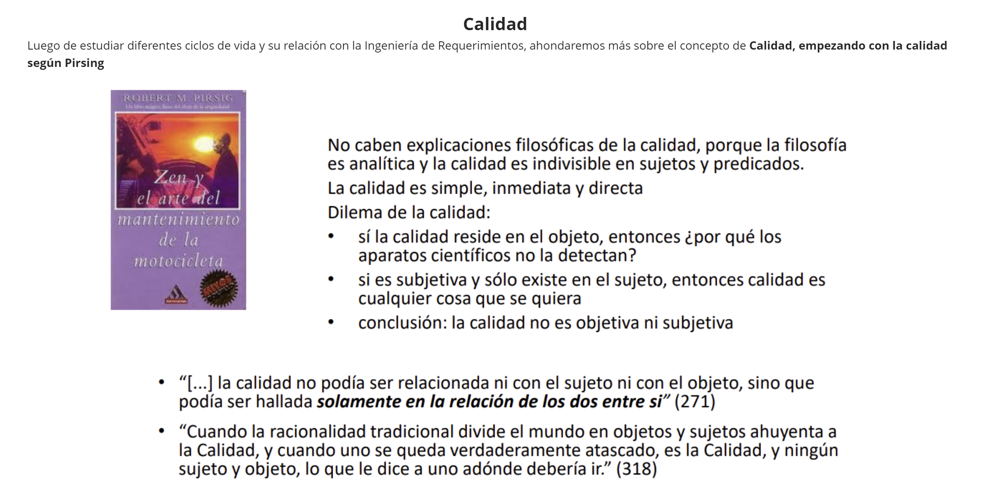 Calidad
Luego de estudiar diferentes ciclos de vida y su relación con la Ingeniería de Requerimientos, ahondaremos más sobre el concepto de Calidad, empezando con la calidad
según Pirsing
ROBERT M. PIRSIG
Zen y
el arte del
mantenimiento
de la
motocicleta
MITOS
No caben explicaciones filosóficas de la calidad, porque la filosofía
es analítica y la calidad es indivisible en sujetos y predicados.
La calidad es simple, inmediata y directa
Dilema de la calidad:
• sí la calidad reside en el objeto, entonces ¿por qué los
aparatos científicos no la detectan?
• si es subjetiva y sólo existe en el sujeto, entonces calidad es
cualquier cosa que se quiera
• conclusión: la calidad no es objetiva ni subjetiva
• “[...] la calidad no podía ser relacionada ni con el sujeto ni con el objeto, sino que
podía ser hallada solamente en la relación de los dos entre si” (271)
• “Cuando la racionalidad tradicional divide el mundo en objetos y sujetos ahuyenta a
la Calidad, y cuando uno se queda verdaderamente atascado, es la Calidad, y ningún
sujeto y objeto, lo que le dice a uno adónde debería ir.” (318)